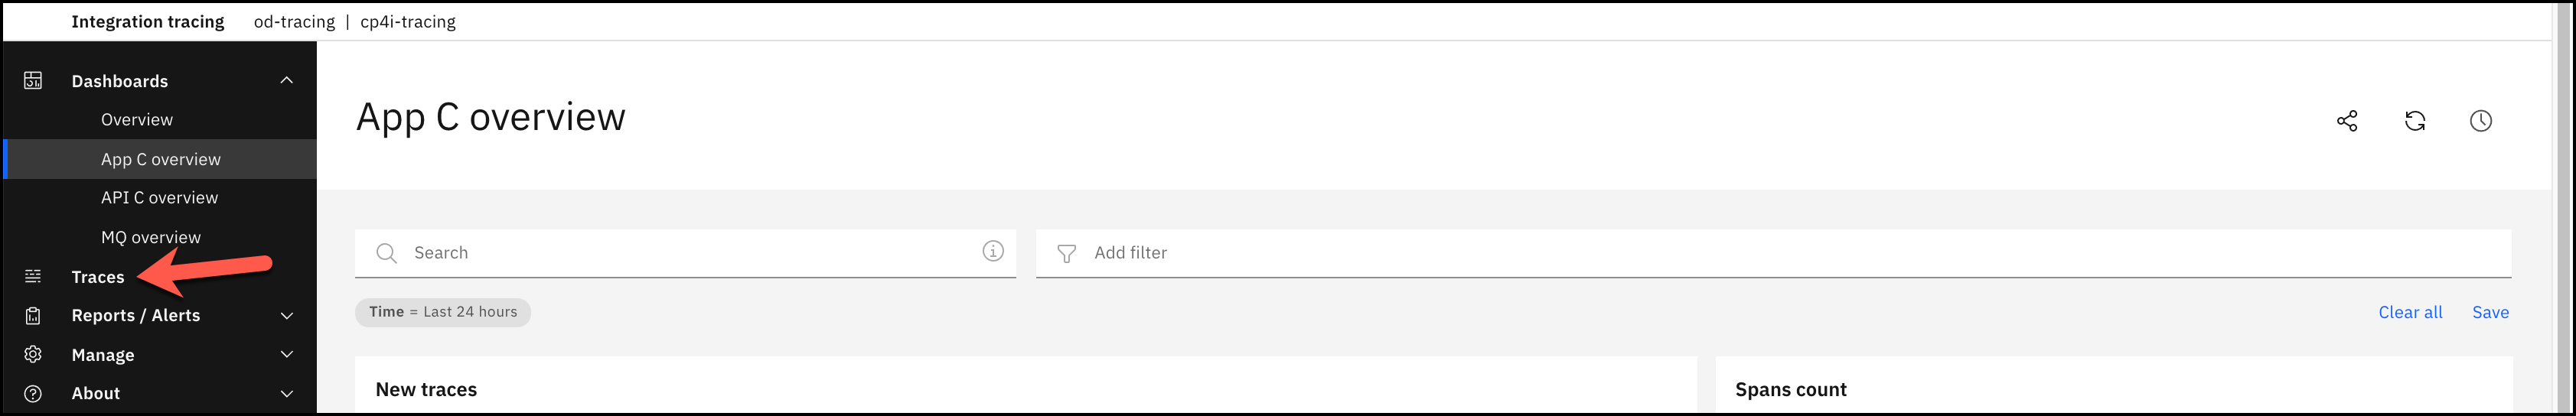 Integration tracing od-tracing | cp4i-tracing
Dashboards
Overview
App C overview
API C overview
MQ overview
Traces
Reports / Alerts
Manage
About
App C overview
Search
Add filter
Time = Last 24 hours
Clear all Save
New traces
Spans count